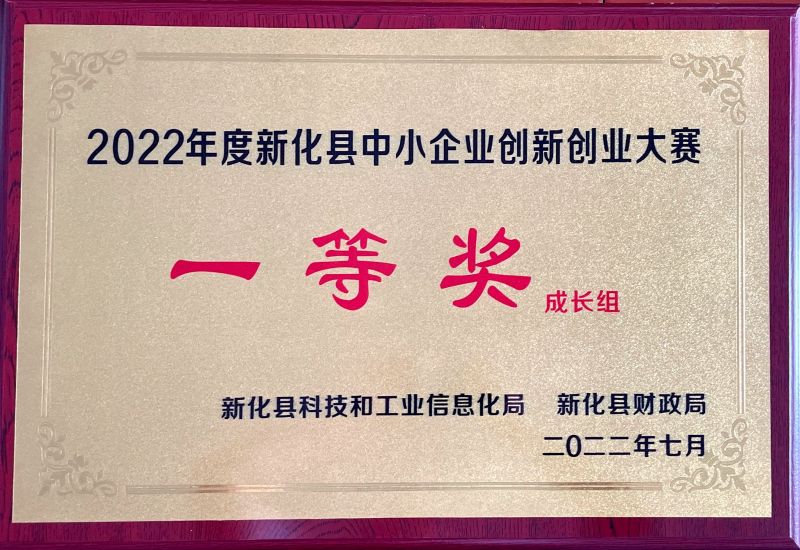 2022年度新化县中小企业创新创业大赛
一等奖 成长组
新化县科技和工业信息化局 新化县财政局
二〇二二年七月